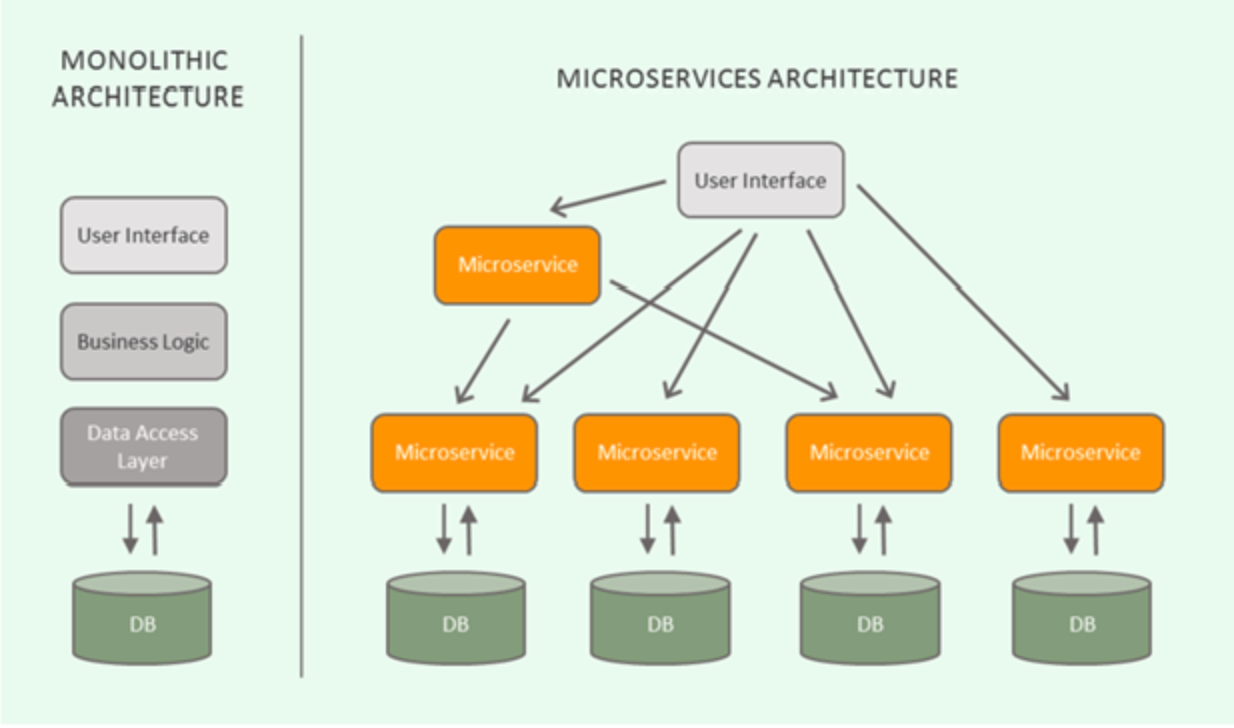 MONOLITHIC
ARCHITECTURE
User Interface
Business Logic
Data Access
Layer
DB
MICROSERVICES ARCHITECTURE
User Interface
Microservice
Microservice
Microservice
Microservice
Microservice
DB
DB
DB
DB